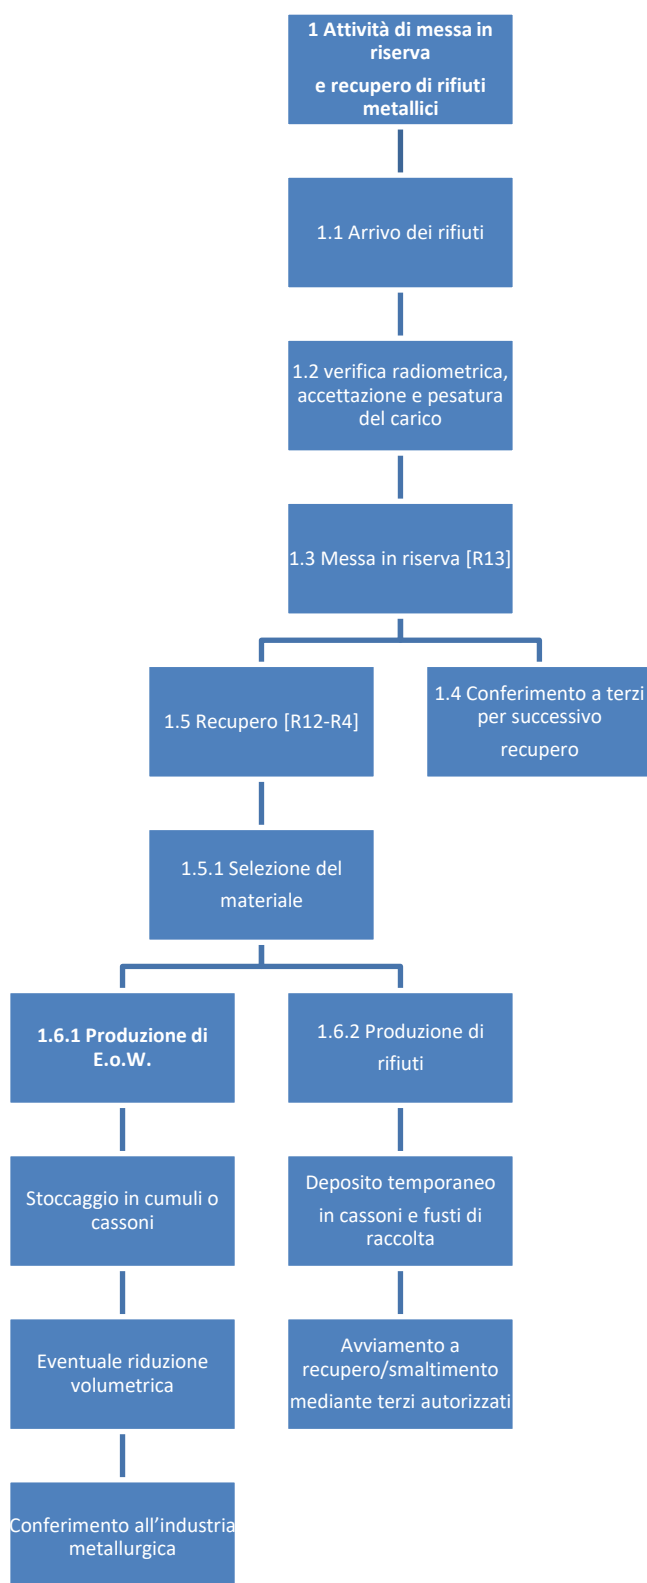 1 Attività di messa in
riserva
e recupero di rifiuti
metallici
1.1 Arrivo dei rifiuti
1.2 verifica radiometrica,
accettazione e pesatura
del carico
1.3 Messa in riserva [R13]
1.5 Recupero [R12-R4]
1.4 Conferimento a terzi
per successivo
recupero
1.5.1 Selezione del
materiale
1.6.1 Produzione di
E.o.W.
1.6.2 Produzione di
rifiuti
Stoccaggio in cumuli o
cassoni
Deposito temporaneo
in cassoni e fusti di
raccolta
Eventuale riduzione
volumetrica
Avviamento a
recupero/smaltimento
mediante terzi autorizzati
Conferimento all’industria
metallurgica